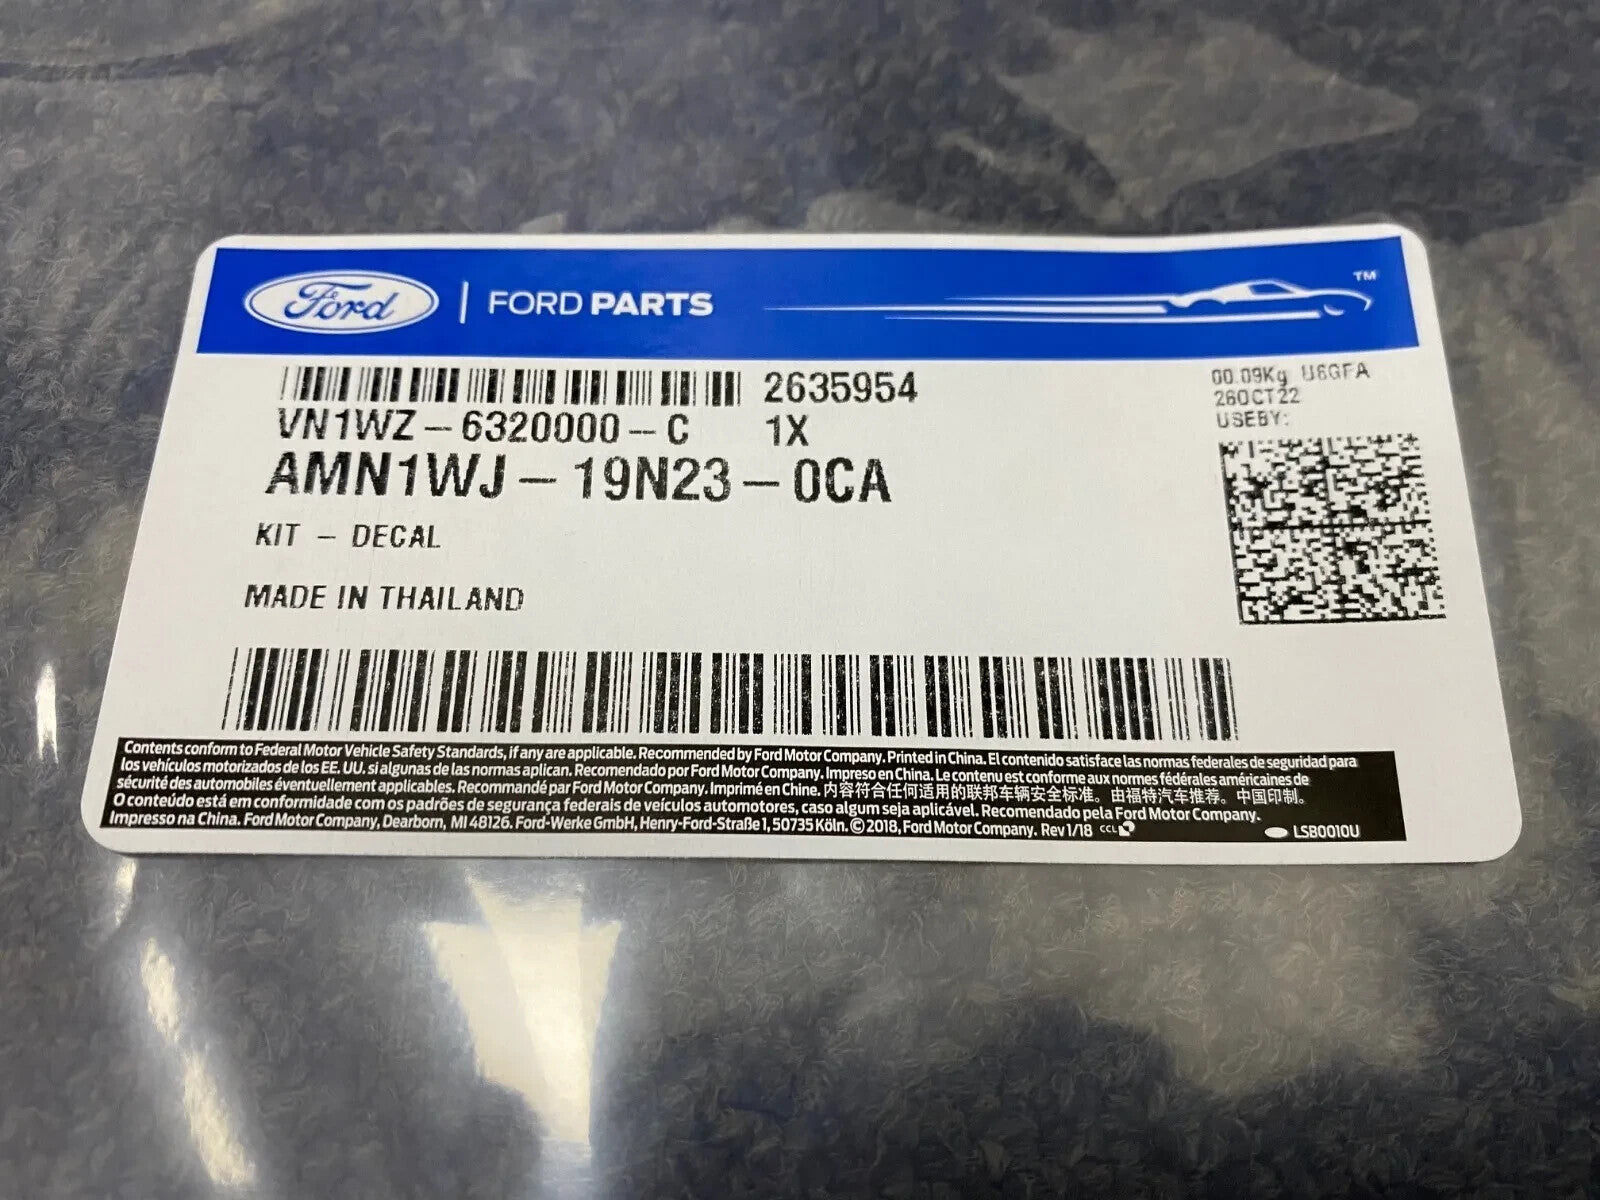 Ford | FORD PARTS TM
2635954
VN1WZ-6320000-C 1X
AMN1WJ-19N23-0CA
KIT - DECAL
MADE IN THAILAND
00.09Kg U6GFA
26OCT22
USEBY:
Contents conform to Federal Motor Vehicle Safety Standards, if any are applicable. Recommended by Ford Motor Company. Printed in China. El contenido satisface las normas federales de seguridad para
los vehículos motorizados de los EE. UU. si algunas de las normas aplican. Recomendado por Ford Motor Company. Impreso en China. Le contenu est conforme aux normes fédérales américaines de
sécurité des automobiles éventuellement applicables. Recommandé par Ford Motor Company. Imprimé en Chine. 内容符合任何适用的联邦车辆安全标准。由福特汽车推荐。中国印制。
O conteúdo está em conformidade com os padrões de segurança federais de veículos automotores, caso algum seja aplicável. Recomendado pela Ford Motor Company.
Impresso na China. Ford Motor Company, Dearborn, MI 48126. Ford-Werke GmbH, Henry-Ford-Straße 1, 50735 Köln. © 2018, Ford Motor Company. Rev 1/18 CCL
LSB0010U